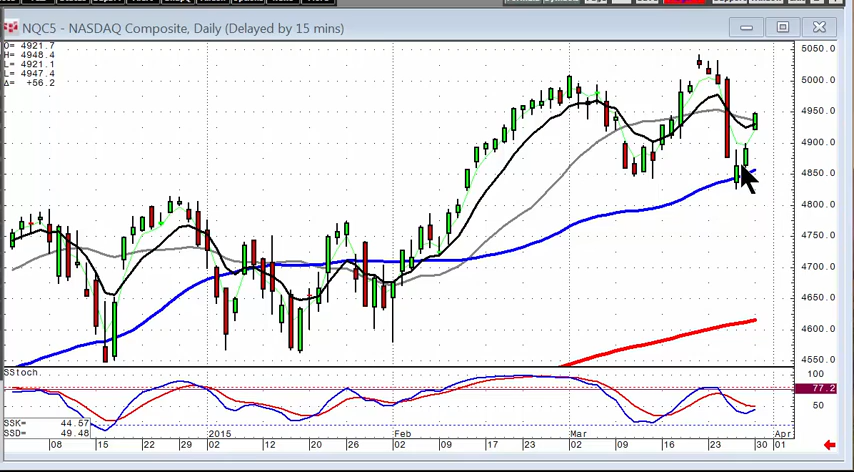 NQC5 - NASDAQ Composite, Daily (Delayed by 15 mins)
O= 4921.7
H= 4948.4
L= 4921.1
L= 4947.4
Δ= +56.2
5050.0
5000.0
4950.0
4900.0
4850.0
4800.0
4750.0
4700.0
4650.0
4600.0
4550.0
SStoch
100
77.2
50
SSK= 44.57
SSD= 49.48
2015 Feb Mar Apr
08 15 22 29 02 12 20 26 02 09 17 23 02 09 16 23 30 01